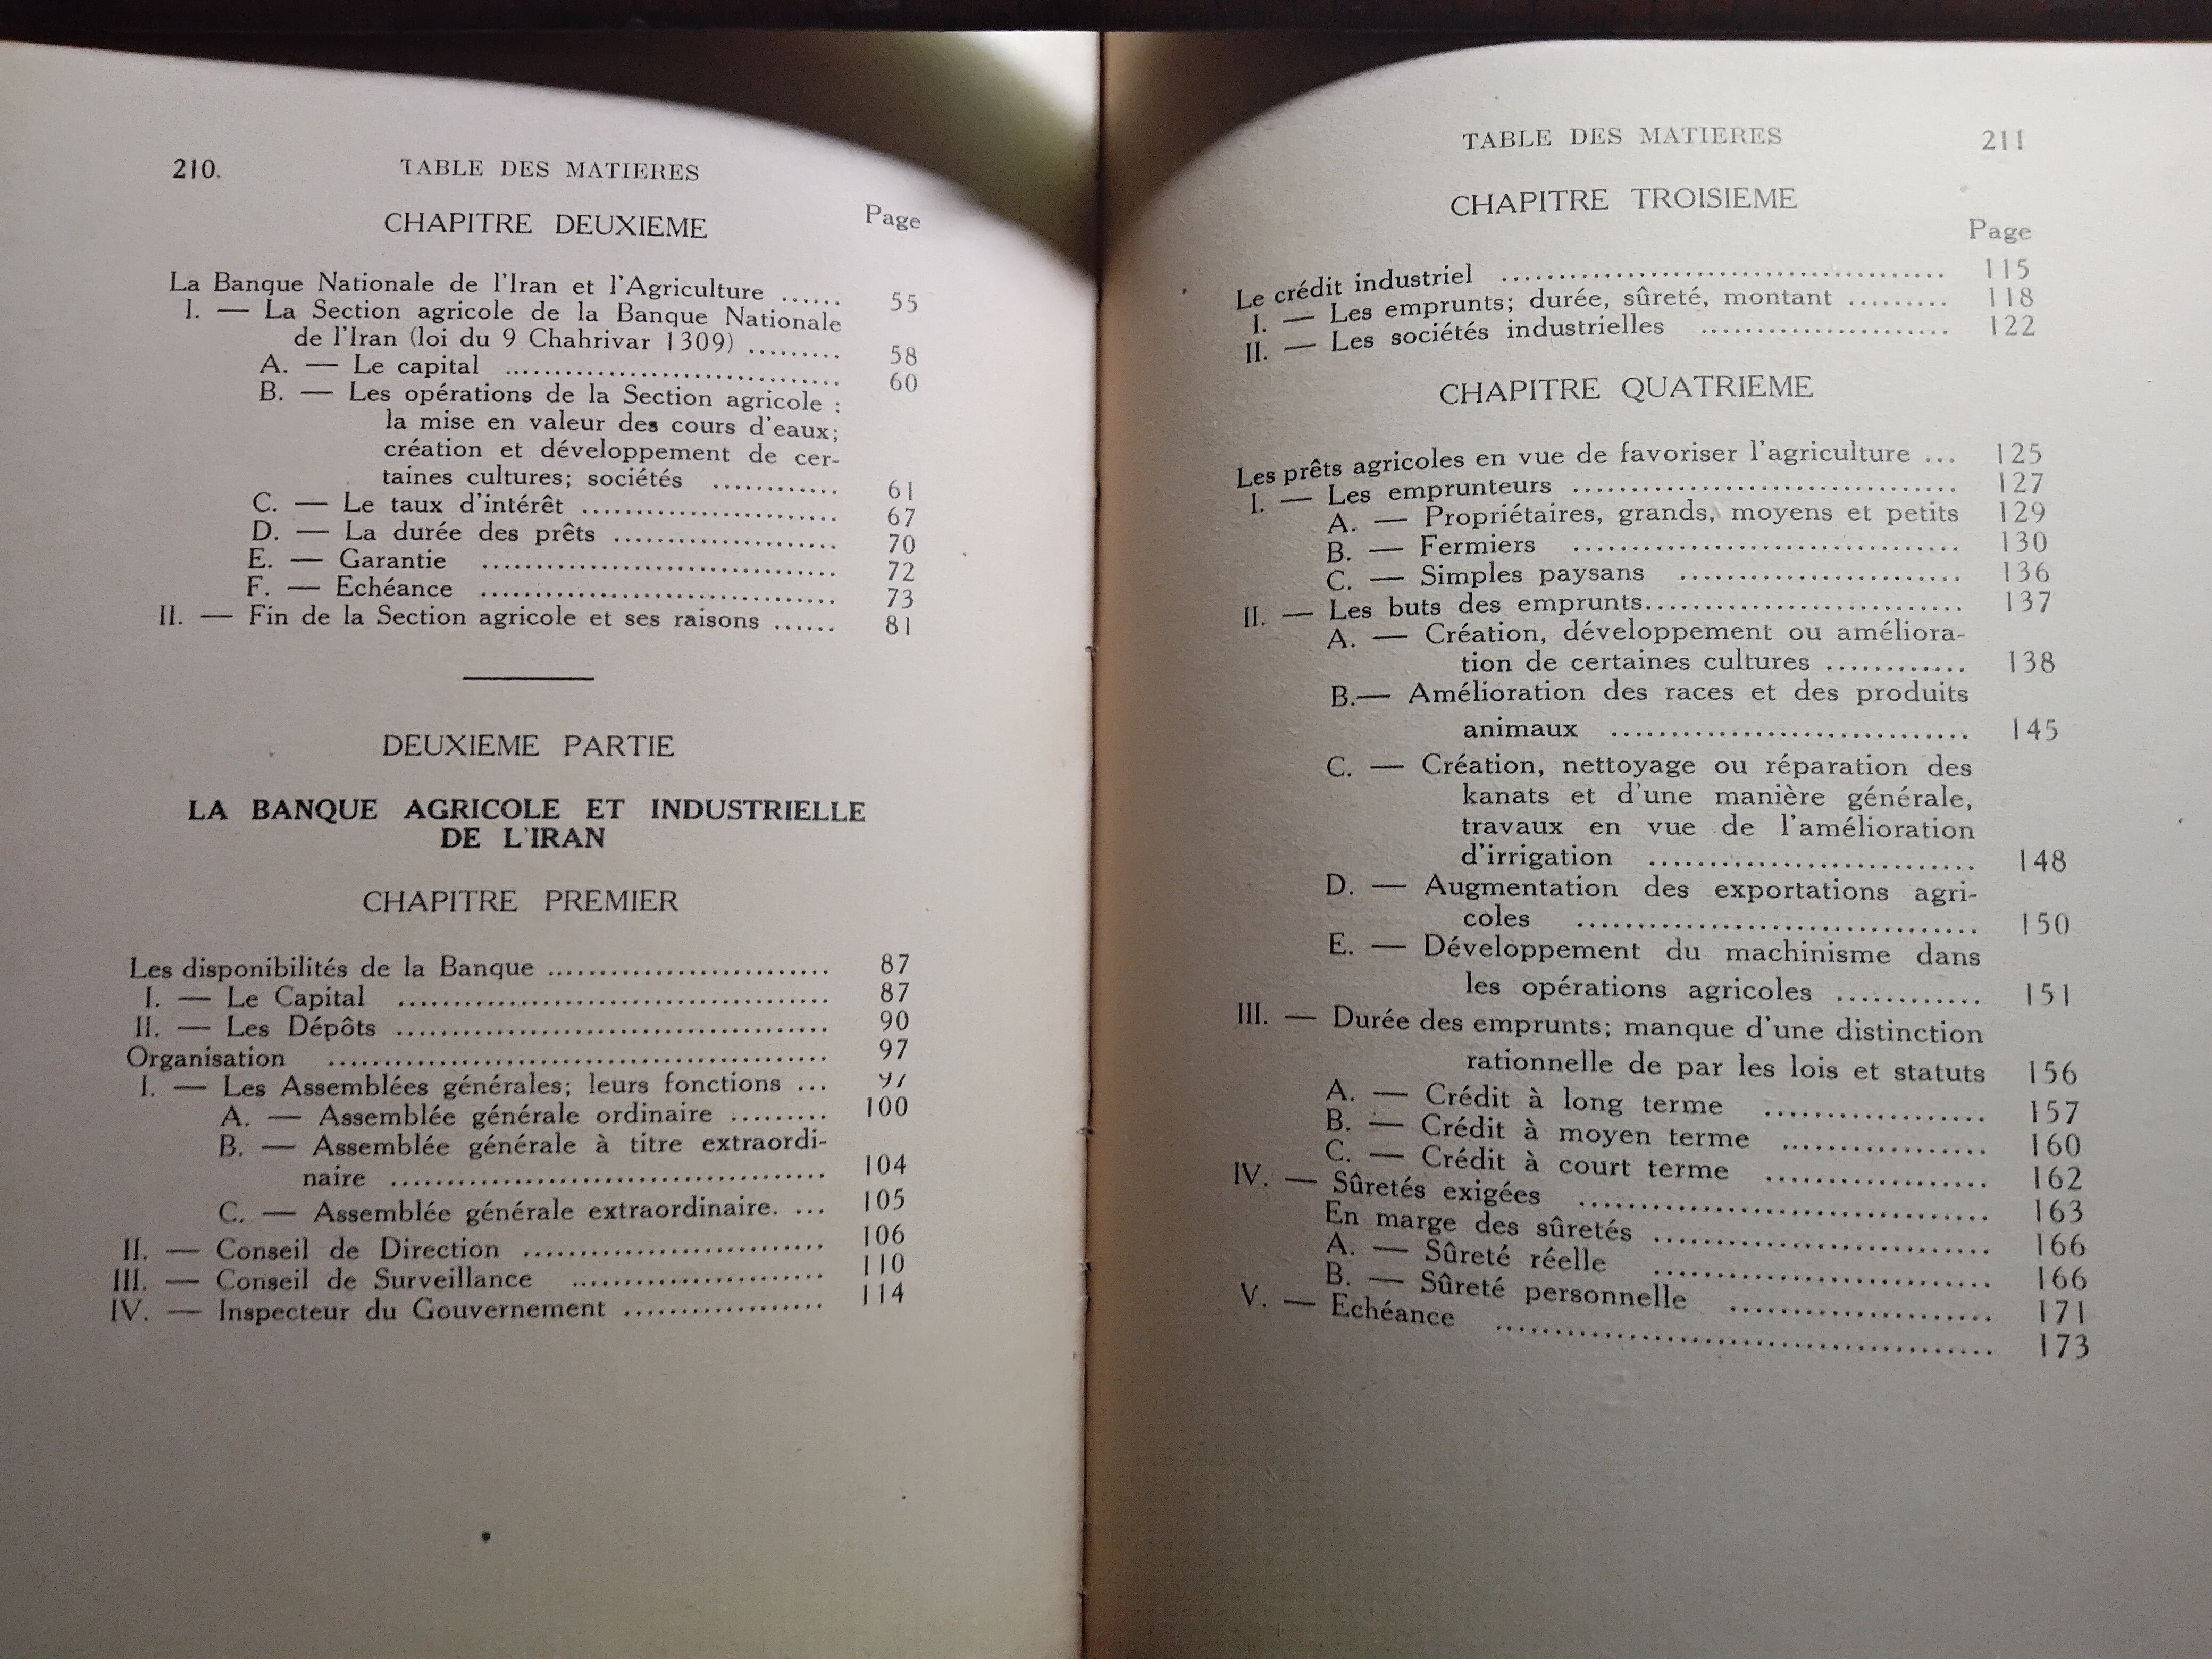 210.
TABLE DES MATIERES
CHAPITRE DEUXIEME
Page
La Banque Nationale de l'Iran et l'Agriculture ...... 55
I. — La Section agricole de la Banque Nationale
de l'Iran (loi du 9 Chahrivar 1309) ......... 58
A. — Le capital ................................. 60
B. — Les opérations de la Section agricole :
la mise en valeur des cours d'eaux;
création et développement de cer-
taines cultures; sociétés ............ 61
C. — Le taux d'intérêt ........................ 67
D. — La durée des prêts ..................... 70
E. — Garantie ................................. 72
F. — Echéance ................................. 73
II. — Fin de la Section agricole et ses raisons ...... 81
DEUXIEME PARTIE
LA BANQUE AGRICOLE ET INDUSTRIELLE
DE L'IRAN
CHAPITRE PREMIER
Les disponibilités de la Banque ........................... 87
I. — Le Capital .......................................... 87
II. — Les Dépôts .......................................... 90
Organisation ................................................ 97
I. — Les Assemblées générales; leurs fonctions ... 97
A. — Assemblée générale ordinaire ......... 100
B. — Assemblée générale à titre extraordi-
naire .......................................... 104
C. — Assemblée générale extraordinaire. ... 105
II. — Conseil de Direction .............................. 106
III. — Conseil de Surveillance ........................ 110
IV. — Inspecteur du Gouvernement .................. 114
TABLE DES MATIERES
211
CHAPITRE TROISIEME
Page
Le crédit industriel .......................................... 115
I. — Les emprunts; durée, sûreté, montant ......... 118
II. — Les sociétés industrielles ........................ 122
CHAPITRE QUATRIEME
Les prêts agricoles en vue de favoriser l'agriculture ... 125
I. — Les emprunteurs .................................... 127
A. — Propriétaires, grands, moyens et petits 129
B. — Fermiers .................................... 130
C. — Simples paysans ........................... 136
II. — Les buts des emprunts.............................. 137
A. — Création, développement ou améliora-
tion de certaines cultures ............ 138
B.— Amélioration des races et des produits
animaux .................................... 145
C. — Création, nettoyage ou réparation des
kanats et d'une manière générale,
travaux en vue de l'amélioration
d'irrigation ................................. 148
D. — Augmentation des exportations agri-
coles .......................................... 150
E. — Développement du machinisme dans
les opérations agricoles ............ 151
III. — Durée des emprunts; manque d'une distinction
rationnelle de par les lois et statuts 156
A. — Crédit à long terme ..................... 157
B. — Crédit à moyen terme .................. 160
C. — Crédit à court terme ..................... 162
IV. — Sûretés exigées .................................... 163
En marge des sûretés .............................. 166
A. — Sûreté réelle .............................. 166
B. — Sûreté personnelle ........................ 171
V. — Echéance ............................................. 173